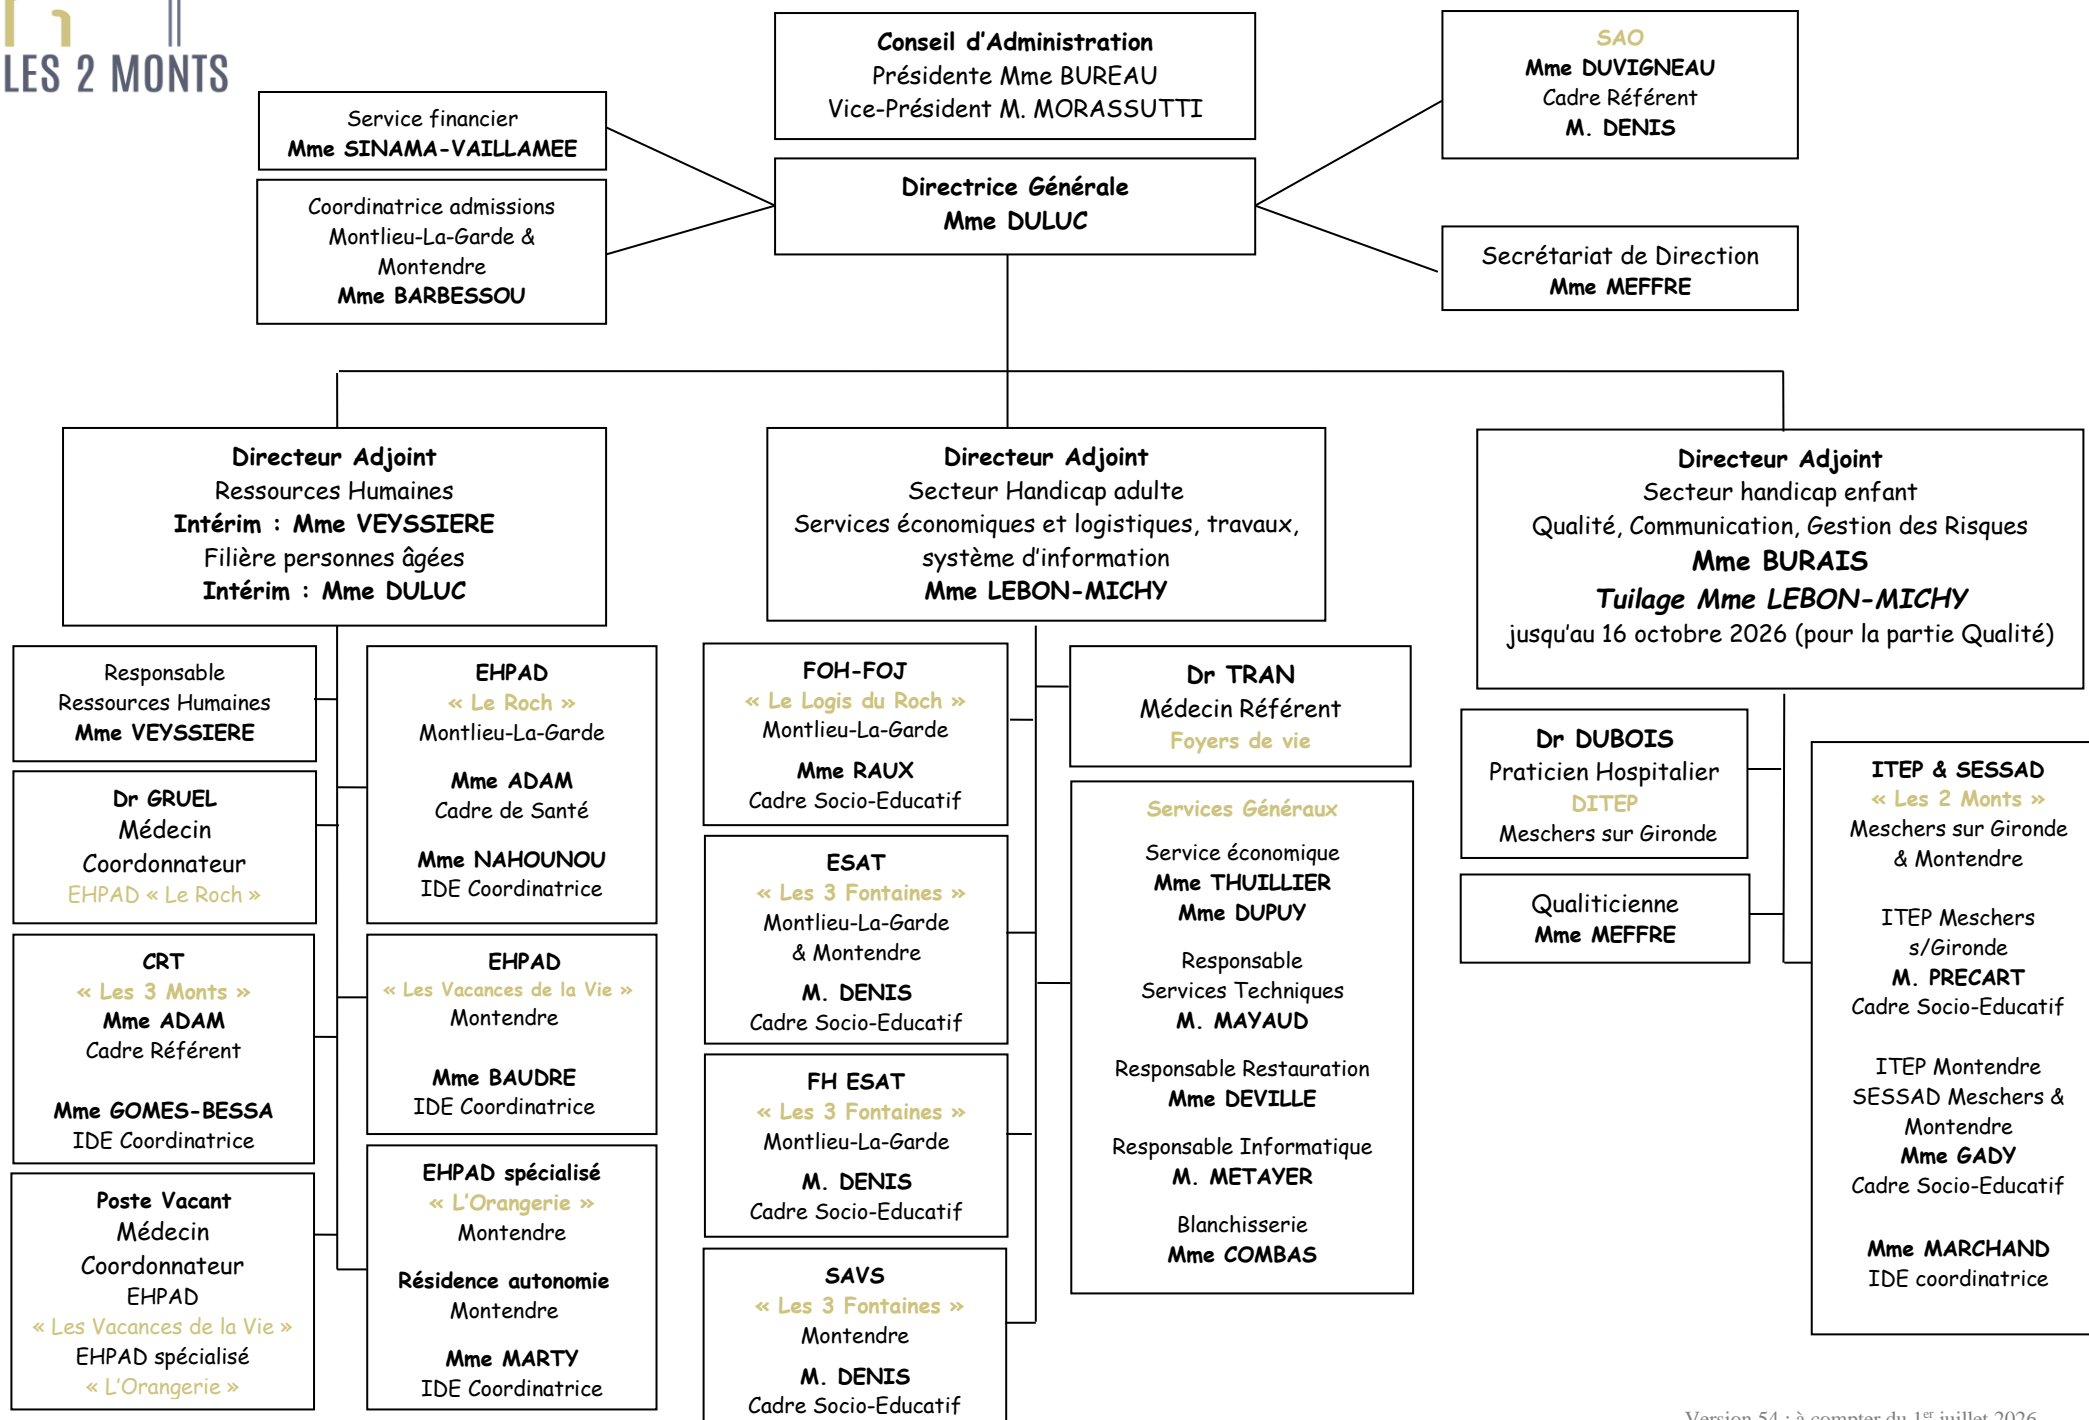 LES 2 MONTS
Conseil d'Administration
Présidente Mme BUREAU
Vice-Président M. MORASSUTTI
SAO
Mme DUVIGNEAU
Cadre Référent
M. DENIS
Service financier
Mme SINAMA-VAILLAMEE
Directrice Générale
Mme DULUC
Coordinatrice admissions
Montlieu-La-Garde &
Montendre
Mme BARBESSOU
Secrétariat de Direction
Mme MEFFRE
Directeur Adjoint
Ressources Humaines
Intérim : Mme VEYSSIERE
Filière personnes âgées
Intérim : Mme DULUC
Directeur Adjoint
Secteur Handicap adulte
Services économiques et logistiques, travaux,
système d'information
Mme LEBON-MICHY
Directeur Adjoint
Secteur handicap enfant
Qualité, Communication, Gestion des Risques
Mme BURAIS
Tuilage Mme LEBON-MICHY
jusqu'au 16 octobre 2026 (pour la partie Qualité)
Responsable
Ressources Humaines
Mme VEYSSIERE
Dr GRUEL
Médecin
Coordonnateur
EHPAD « Le Roch »
CRT
« Les 3 Monts »
Mme ADAM
Cadre Référent
Mme GOMES-BESSA
IDE Coordinatrice
Poste Vacant
Médecin
Coordonnateur
EHPAD
« Les Vacances de la Vie »
EHPAD spécialisé
« L'Orangerie »
EHPAD
« Le Roch »
Montlieu-La-Garde
Mme ADAM
Cadre de Santé
Mme NAHOUNOU
IDE Coordinatrice
EHPAD
« Les Vacances de la Vie »
Montendre
Mme BAUDRE
IDE Coordinatrice
EHPAD spécialisé
« L'Orangerie »
Montendre
Résidence autonomie
Montendre
Mme MARTY
IDE Coordinatrice
FOH-FOJ
« Le Logis du Roch »
Montlieu-La-Garde
Mme RAUX
Cadre Socio-Educatif
ESAT
« Les 3 Fontaines »
Montlieu-La-Garde
& Montendre
M. DENIS
Cadre Socio-Educatif
FH ESAT
« Les 3 Fontaines »
Montlieu-La-Garde
M. DENIS
Cadre Socio-Educatif
SAVS
« Les 3 Fontaines »
Montendre
M. DENIS
Cadre Socio-Educatif
Dr TRAN
Médecin Référent
Foyers de vie
Services Généraux
Service économique
Mme THUILLIER
Mme DUPUY
Responsable
Services Techniques
M. MAYAUD
Responsable Restauration
Mme DEVILLE
Responsable Informatique
M. METAYER
Blanchisserie
Mme COMBAS
Dr DUBOIS
Praticien Hospitalier
DITEP
Meschers sur Gironde
Qualiticienne
Mme MEFFRE
ITEP & SESSAD
« Les 2 Monts »
Meschers sur Gironde
& Montendre
ITEP Meschers
s/Gironde
M. PRECART
Cadre Socio-Educatif
ITEP Montendre
SESSAD Meschers &
Montendre
Mme GADY
Cadre Socio-Educatif
Mme MARCHAND
IDE coordinatrice
Version 54 : à compter du 1er juillet 2026